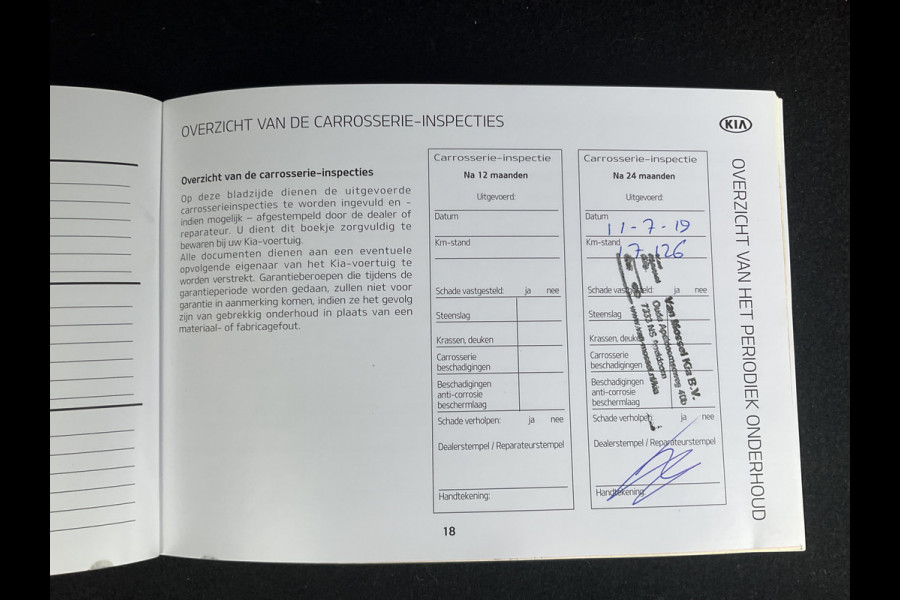 OVERZICHT VAN DE CARROSSERIE-INSPECTIES
KIA
Overzicht van de carrosserie-inspecties
Op deze bladzijde dienen de uitgevoerde
carrosserieinspecties te worden ingevuld en -
indien mogelijk – afgestempeld door de dealer of
reparateur. U dient dit boekje zorgvuldig te
bewaren bij uw Kia-voertuig.
Alle documenten dienen aan een eventuele
opvolgende eigenaar van het Kia-voertuig te
worden verstrekt. Garantieberoepen die tijdens de
garantieperiode worden gedaan, zullen niet voor
garantie in aanmerking komen, indien ze het gevolg
zijn van gebrekkig onderhoud in plaats van een
materiaal- of fabricagefout.
Carrosserie-inspectie
Na 12 maanden
Uitgevoerd:
Datum
Km-stand
Schade vastgesteld: ja nee
Steenslag
Krassen, deuken
Carrosserie
beschadigingen
Beschadigingen
anti-corrosie
beschermlaag
Schade verholpen: ja nee
Dealerstempel / Reparateurstempel
Handtekening:
Carrosserie-inspectie
Na 24 maanden
Uitgevoerd:
Datum
11-7-19
Km-stand
17.126
Schade vastgesteld: ja nee
Steenslag
Krassen, deuken
Carrosserie
beschadigingen
Beschadigingen
anti-corrosie
beschermlaag
Schade verholpen: ja nee
Dealerstempel / Reparateurstempel
Handtekening:
Van Mossel Kia B.V.
Oude Apeldoornseweg 40b
7333 NS
OVERZICHT VAN HET PERIODIEK ONDERHOUD
18